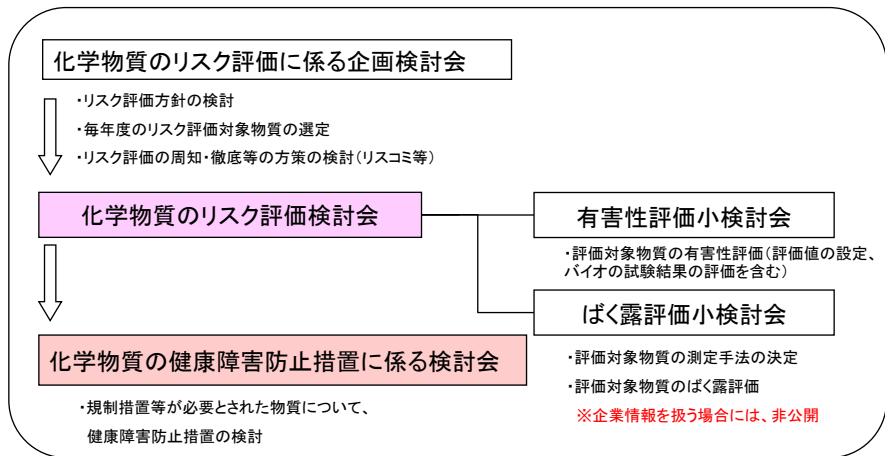 化学物質のリスク評価に係る企画検討会
・リスク評価方針の検討
・毎年度のリスク評価対象物質の選定
・リスク評価の周知・徹底等の方策の検討(リスコミ等)
化学物質のリスク評価検討会
有害性評価小検討会
・評価対象物質の有害性評価(評価値の設定、
バイオの試験結果の評価を含む)
ばく露評価小検討会
・評価対象物質の測定手法の決定
・評価対象物質のばく露評価
※企業情報を扱う場合には、非公開
化学物質の健康障害防止措置に係る検討会
・規制措置等が必要とされた物質について、
健康障害防止措置の検討